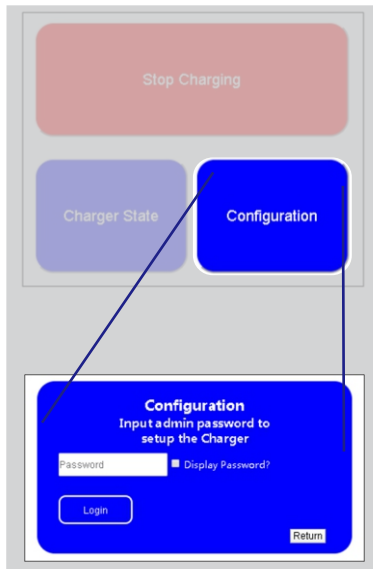 Stop Charging
Charger State
Configuration
Configuration
Input admin password to
setup the Charger
Password
Display Password?
Login
Return